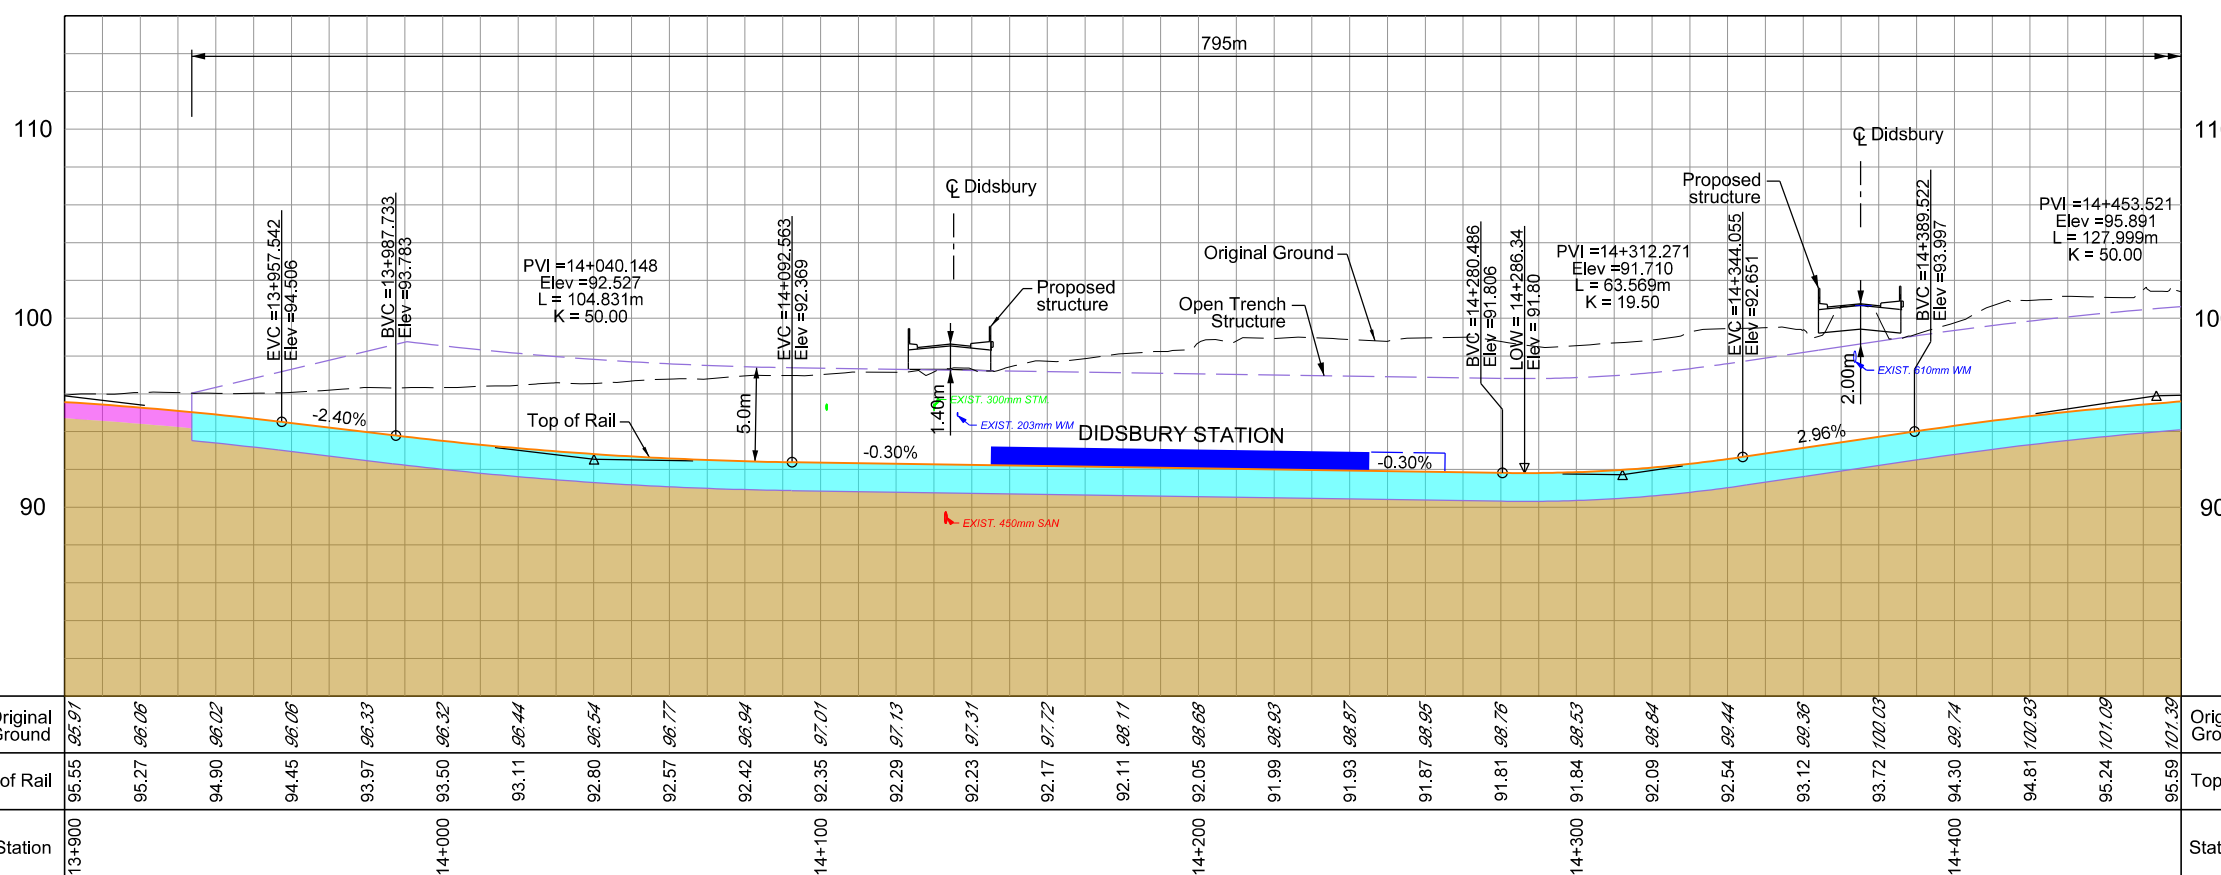 795m
110
100
90
110
100
90
℄ Didsbury
℄ Didsbury
EVC =13+957.542
Elev=94.506
BVC =13+987.733
Elev=93.783
PVI =14+040.148
Elev=92.527
L = 104.831m
K = 50.00
EVC =14+092.563
Elev=92.369
Proposed
structure
Original Ground
Open Trench
Structure
BVC =14+280.486
Elev=91.806
LOW = 14+286.34
Elev = 91.80
PVI =14+312.271
Elev =91.710
L = 63.569m
K = 19.50
EVC =14+344.055
Elev=92.651
Proposed
structure
BVC =14+389.522
Elev=93.997
PVI =14+453.521
Elev=95.891
L = 127.999m
K = 50.00
-2.40%
Top of Rail
5.0m
-0.30%
1.40m
EXIST. 300mm STM
EXIST. 203mm WM
DIDSBURY STATION
-0.30%
2.00m
EXIST. 610mm WM
2.96%
EXIST. 450mm SAN
riginal
Ground
95.91 96.06 96.02 96.06 96.33 96.32 96.44 96.54 96.77 96.94 97.01 97.13 97.31 97.72 98.11 98.68 98.93 98.87 98.95 98.76 98.53 98.84 99.44 99.36 100.03 99.74 100.93 101.09 101.39
Orig
Gro
of Rail 95.55 95.27 94.90 94.45 93.97 93.50 93.11 92.80 92.57 92.42 92.35 92.29 92.23 92.17 92.11 92.05 91.99 91.93 91.87 91.81 91.84 92.09 92.54 93.12 93.72 94.30 94.81 95.24 95.59 Top
Station 13+900 14+000 14+100 14+200 14+300 14+400 Stat